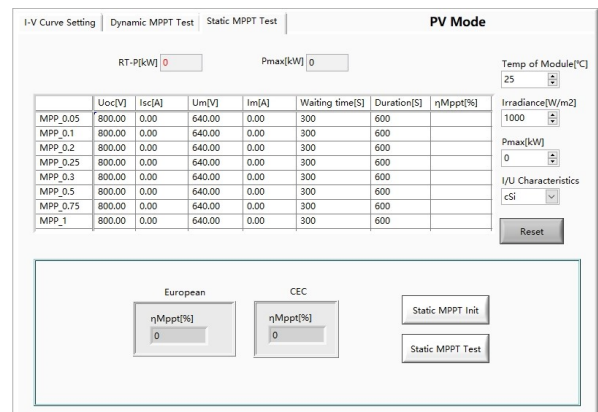 I-V Curve Setting Dynamic MPPT Test Static MPPT Test PV Mode
RT-P[kW] 0 Pmax[kW] 0
Temp of Module[℃]
25
Uoc[V] Isc[A] Um[V] Im[A] Waiting time[S] Duration[S] ηMppt[%]
MPP_0.05 800.00 0.00 640.00 0.00 300 600
MPP_0.1 800.00 0.00 640.00 0.00 300 600
MPP_0.2 800.00 0.00 640.00 0.00 300 600
MPP_0.25 800.00 0.00 640.00 0.00 300 600
MPP_0.3 800.00 0.00 640.00 0.00 300 600
MPP_0.5 800.00 0.00 640.00 0.00 300 600
MPP_0.75 800.00 0.00 640.00 0.00 300 600
MPP_1 800.00 0.00 640.00 0.00 300 600
Irradiance[W/m2]
1000
Pmax[kW]
0
I/U Characteristics
cSi
Reset
European CEC
ηMppt[%] ηMppt[%]
0 0
Static MPPT Init
Static MPPT Test